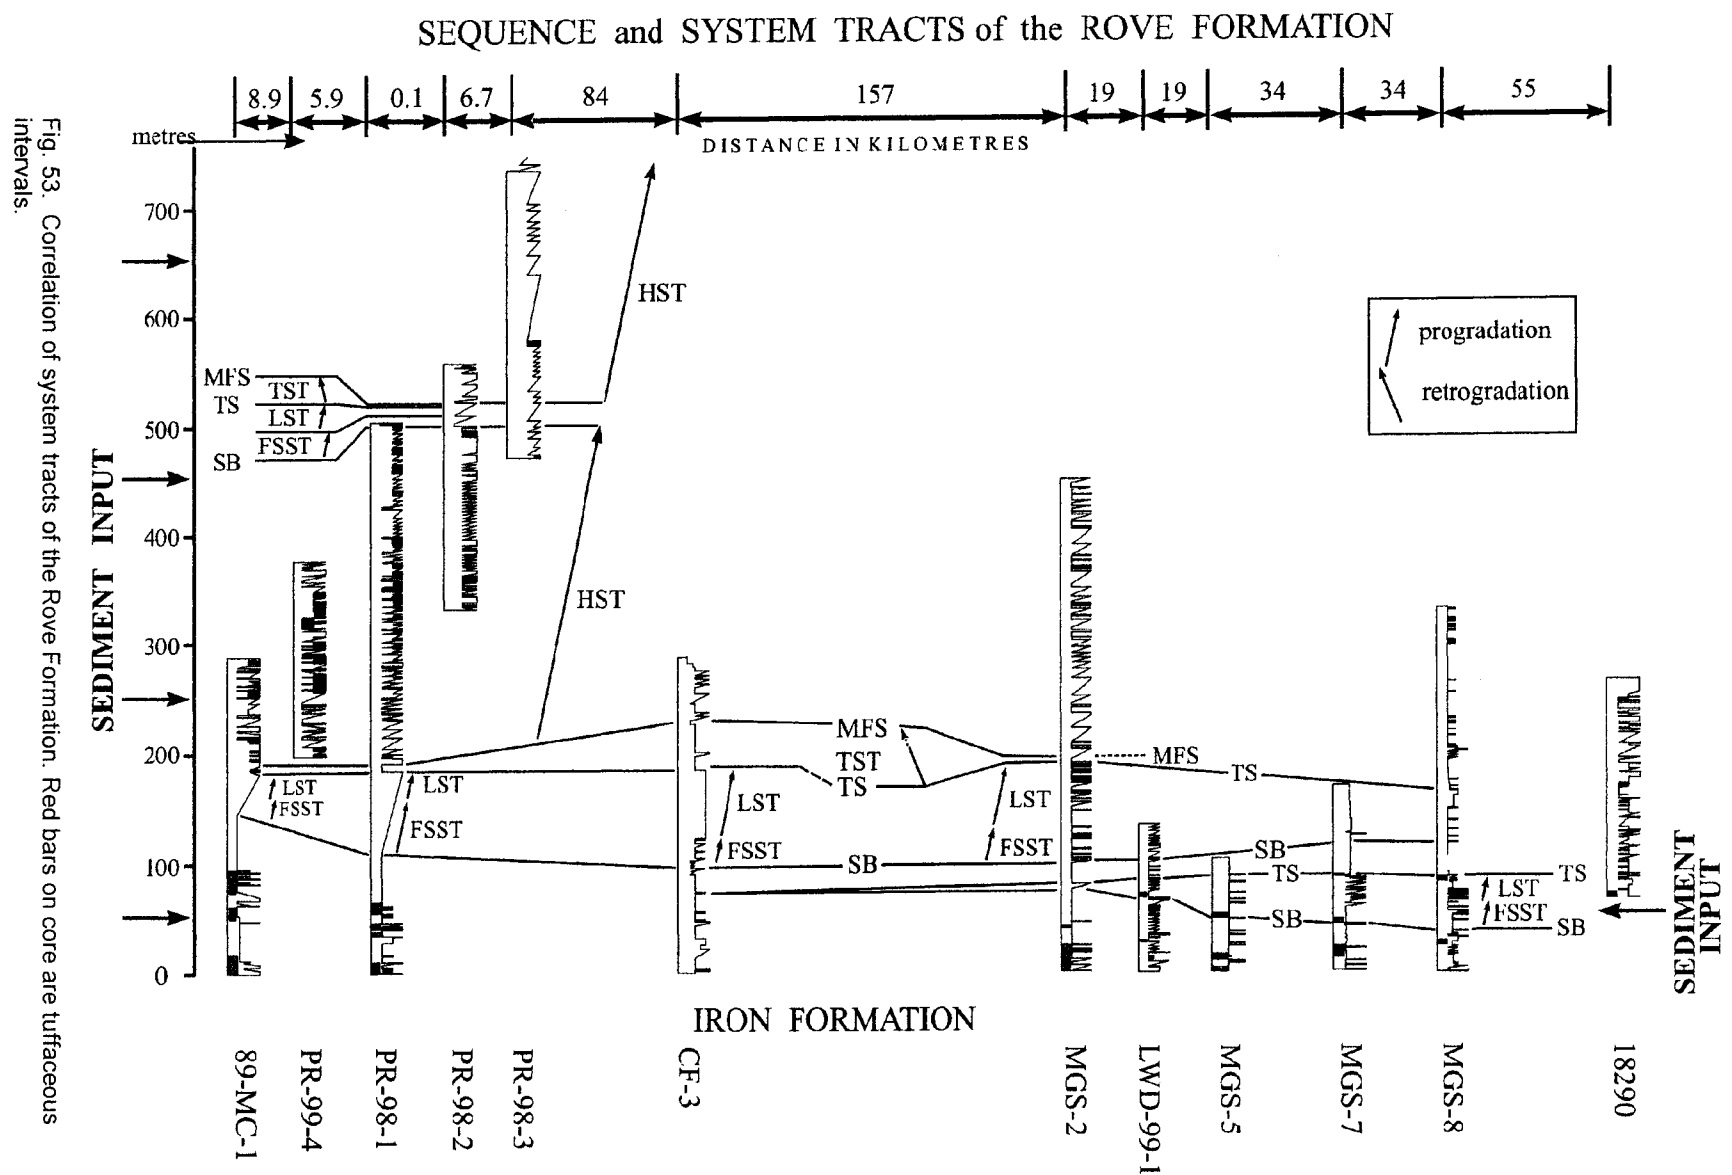 SEQUENCE and SYSTEM TRACTS of the ROVE FORMATION
8.9 5.9 0.1 6.7 84 157 19 19 34 34 55
metres
DISTANCE IN KILOMETRES
700
600
500
400
300
200
100
0
SEDIMENT INPUT
MFS
TST
TS
LST
FSST
SB
HST
HST
progradation
retrogradation
LST
FSST
LST
FSST
LST
FSST
MFS
TST
TS
SB
LST
FSST
MFS
TS
SB
TS
SB
TS
LST
FSST
SB
SEDIMENT
INPUT
IRON FORMATION
89-MC-1
PR-99-4
PR-98-1
PR-98-2
PR-98-3
CF-3
MGS-2
LWD-99-1
MGS-5
MGS-7
MGS-8
18290
Fig. 53. Correlation of system tracts of the Rove Formation. Red bars on core are tuffaceous
intervals.